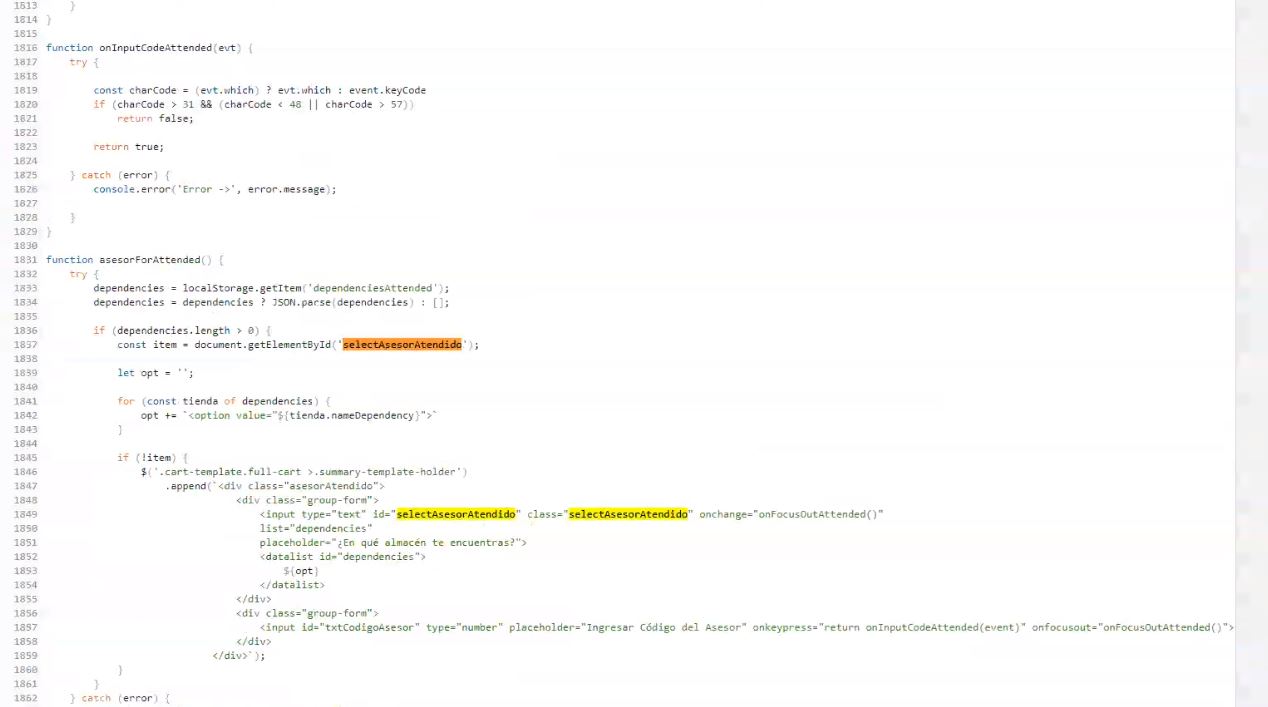 1813     }
1814 }
1815
1816 function onInputCodeAttended(evt) {
1817     try {
1818
1819         const charCode = (evt.which) ? evt.which : event.keyCode
1820         if (charCode > 31 && (charCode < 48 || charCode > 57))
1821             return false;
1822
1823         return true;
1824
1825     } catch (error) {
1826         console.error('Error ->', error.message);
1827
1828     }
1829 }
1830
1831 function asesorForAttended() {
1832     try {
1833         dependencies = localStorage.getItem('dependenciesAttended');
1834         dependencies = dependencies ? JSON.parse(dependencies) : [];
1835
1836         if (dependencies.length > 0) {
1837             const item = document.getElementById('selectAsesorAtendido');
1838
1839             let opt = '';
1840
1841             for (const tienda of dependencies) {
1842                 opt += `<option value="${tienda.nameDependency}">`
1843             }
1844
1845             if (!item) {
1846                 $('.cart-template.full-cart >.summary-template-holder')
1847                     .append(`<div class="asesorAtendido">
1848                                 <div class="group-form">
1849                                     <input type="text" id="selectAsesorAtendido" class="selectAsesorAtendido" onchange="onFocusOutAttended()"
1850                                     list="dependencies"
1851                                     placeholder="¿En qué almacén te encuentras?">
1852                                     <datalist id="dependencies">
1853                                         ${opt}
1854                                     </datalist>
1855                                 </div>
1856                                 <div class="group-form">
1857                                     <input id="txtCodigoAsesor" type="number" placeholder="Ingresar Código del Asesor" onkeypress="return onInputCodeAttended(event)" onfocusout="onFocusOutAttended()">
1858                                 </div>
1859                             </div>`);
1860             }
1861         }
1862     } catch (error) {